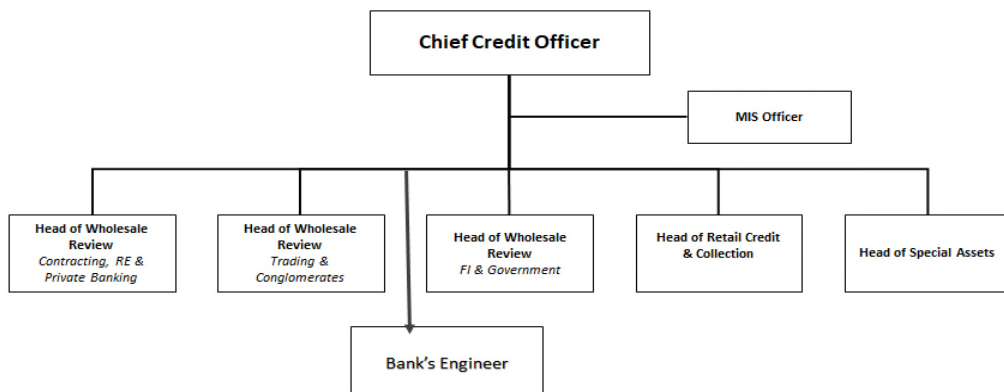 Chief Credit Officer
MIS Officer
Head of Wholesale
Review
Contracting, RE &
Private Banking
Head of Wholesale
Review
Trading &
Conglomerates
Head of Wholesale
Review
FI & Government
Head of Retail Credit
& Collection
Head of Special Assets
Bank’s Engineer